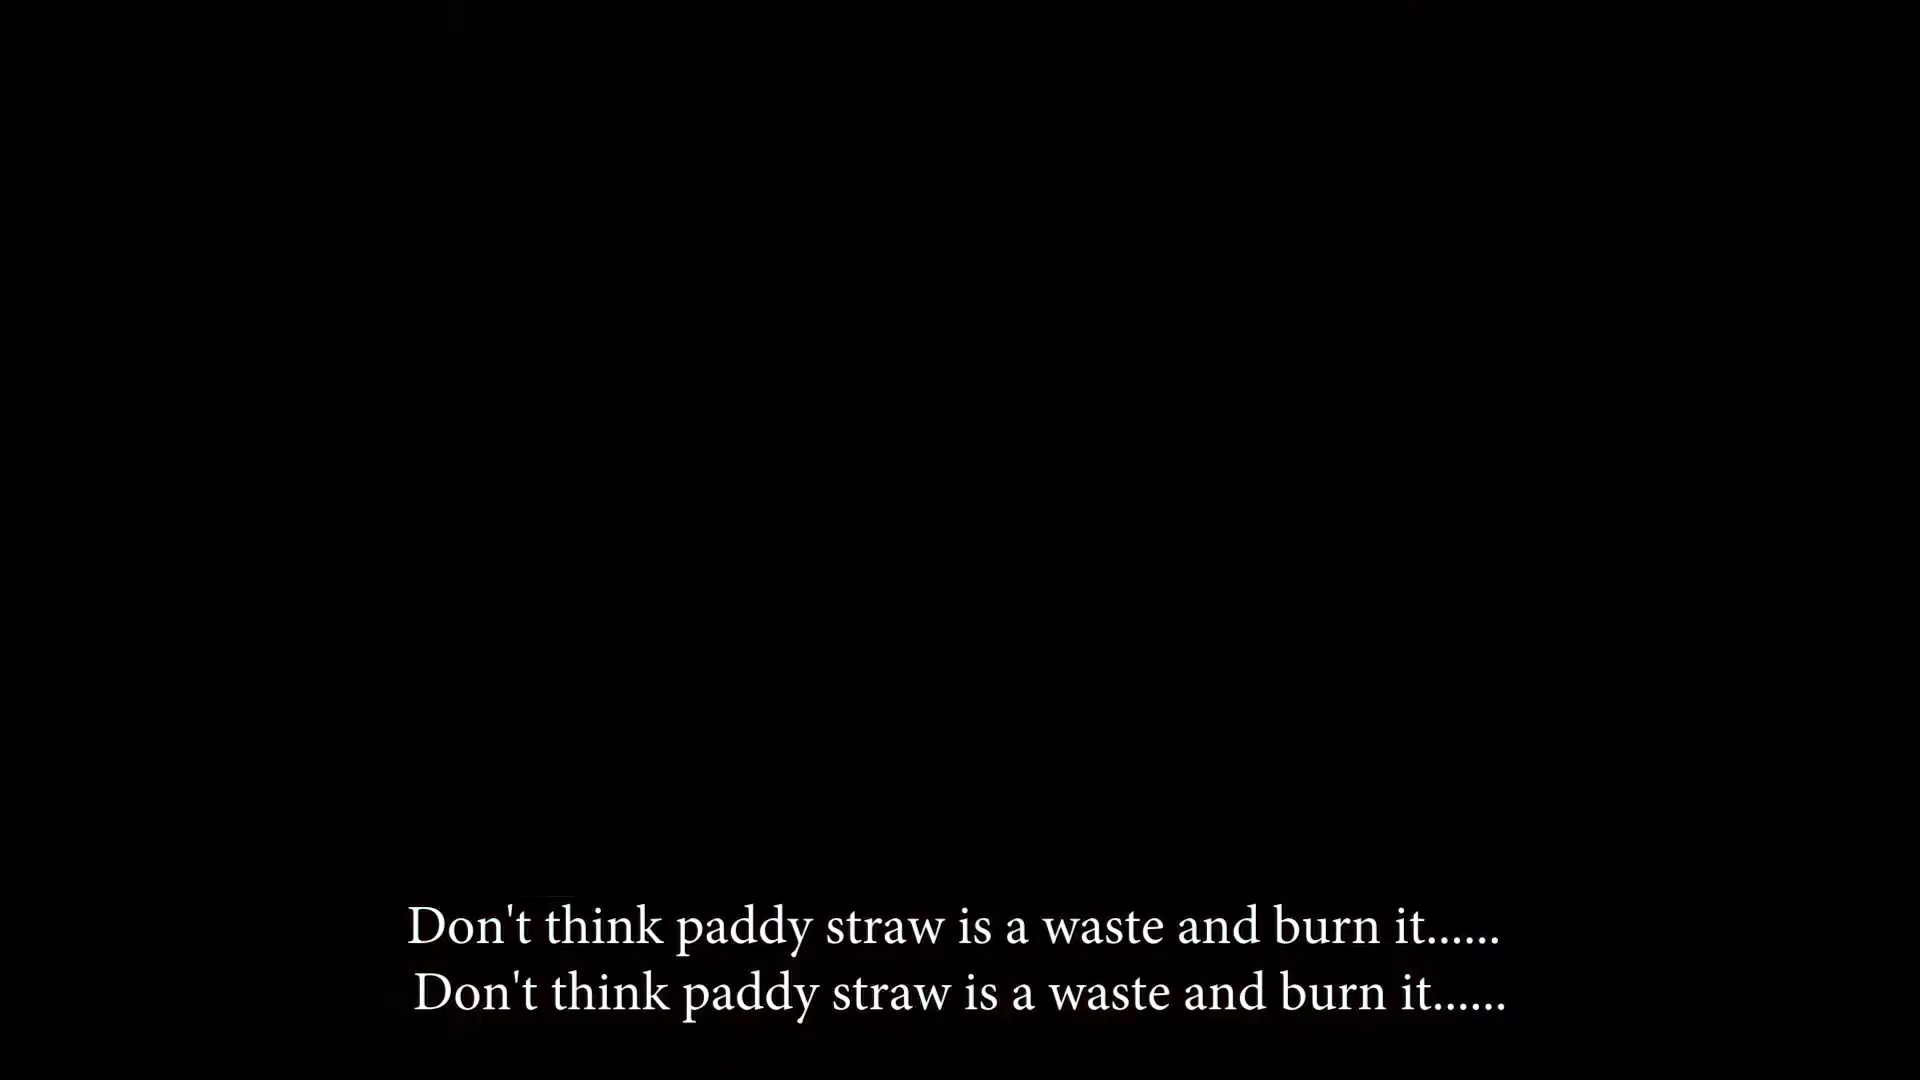 Don't think paddy straw is a waste and burn it......
Don't think paddy straw is a waste and burn it......